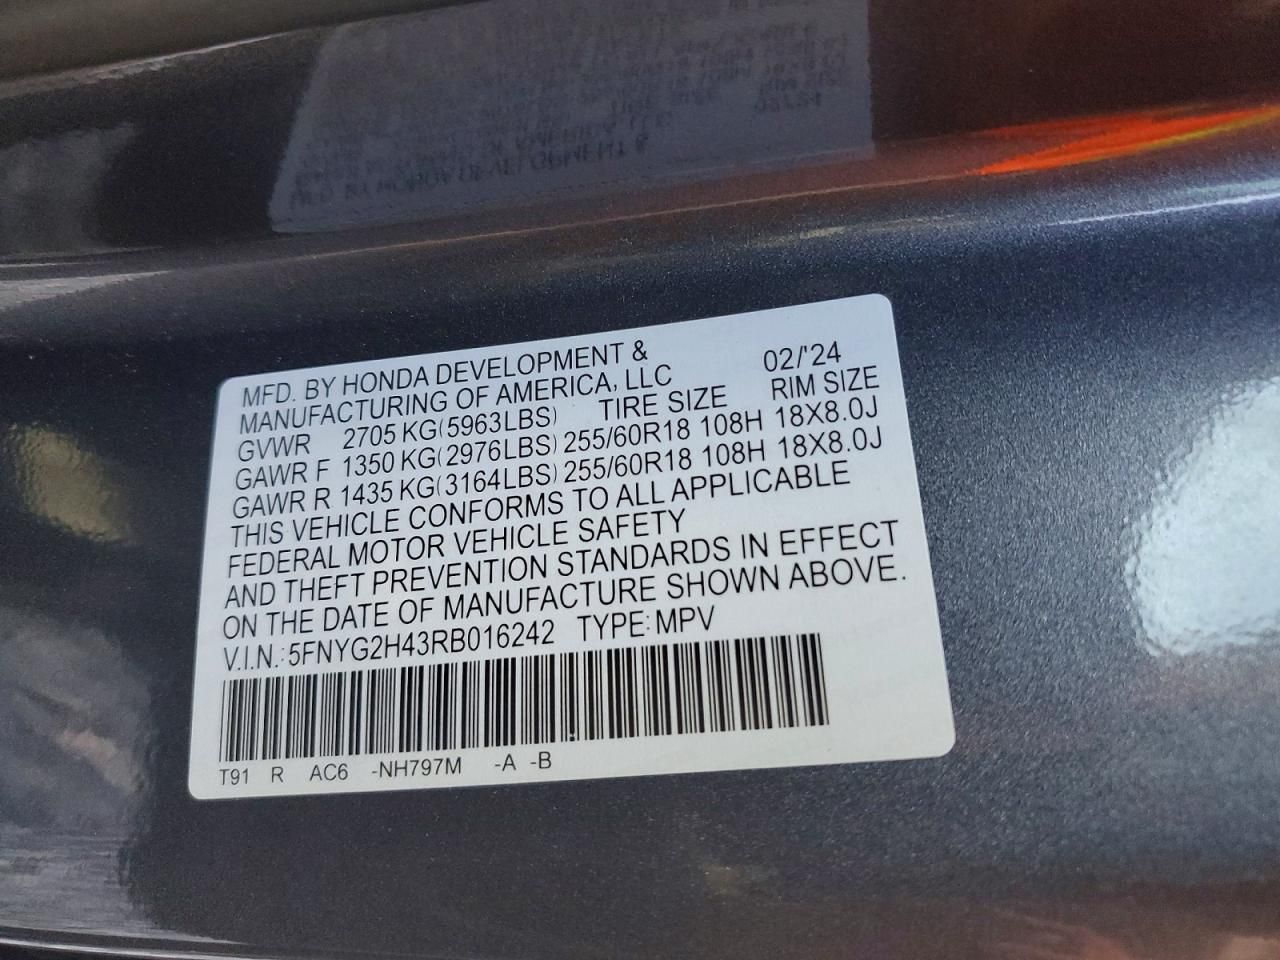 MFD. BY HONDA DEVELOPMENT & 02/'24
MANUFACTURING OF AMERICA, LLC
GVWR 2705 KG(5963LBS) TIRE SIZE RIM SIZE
GAWR F 1350 KG(2976LBS) 255/60R18 108H 18X8.0J
GAWR R 1435 KG(3164LBS) 255/60R18 108H 18X8.0J
THIS VEHICLE CONFORMS TO ALL APPLICABLE
FEDERAL MOTOR VEHICLE SAFETY
AND THEFT PREVENTION STANDARDS IN EFFECT
ON THE DATE OF MANUFACTURE SHOWN ABOVE.
V.I.N.: 5FNYG2H43RB016242 TYPE: MPV
T91 R AC6 -NH797M -A -B